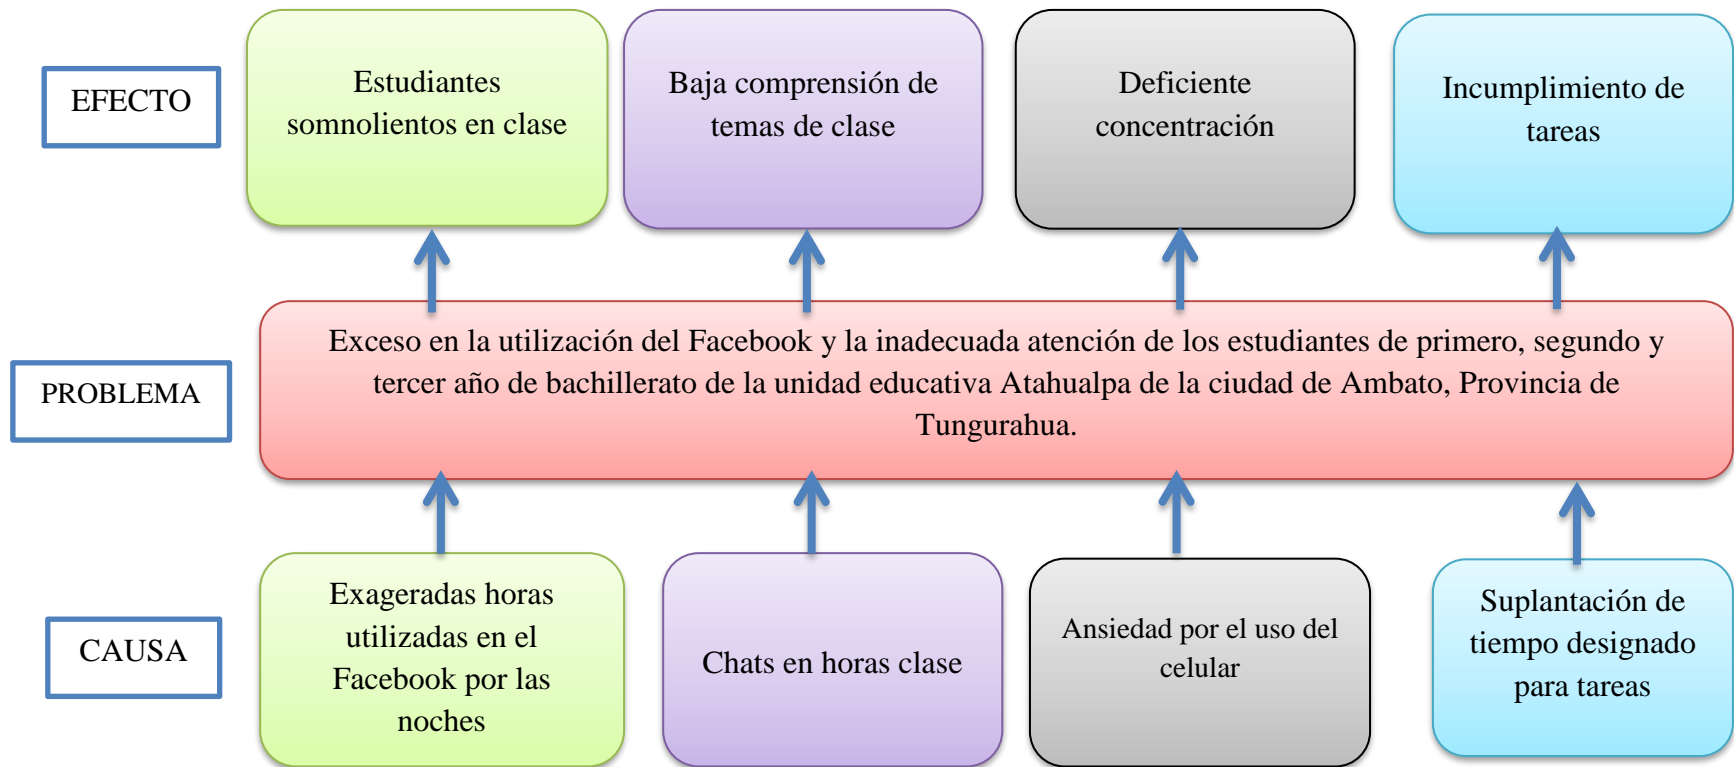 EFECTO
Estudiantes
somnolientos en clase
Baja comprensión de
temas de clase
Deficiente
concentración
Incumplimiento de
tareas
PROBLEMA
Exceso en la utilización del Facebook y la inadecuada atención de los estudiantes de primero, segundo y
tercer año de bachillerato de la unidad educativa Atahualpa de la ciudad de Ambato, Provincia de
Tungurahua.
CAUSA
Exageradas horas
utilizadas en el
Facebook por las
noches
Chats en horas clase
Ansiedad por el uso del
celular
Suplantación de
tiempo designado
para tareas